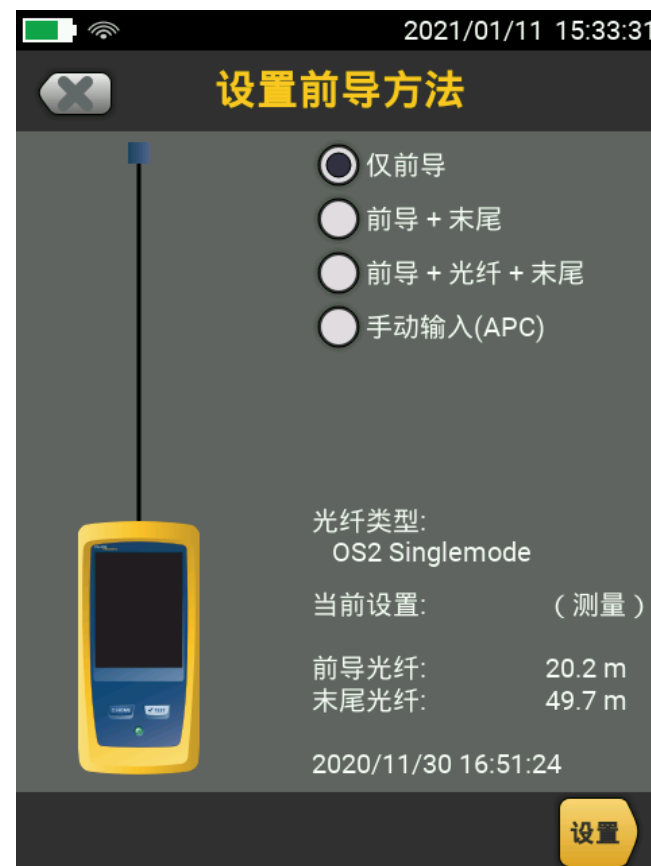 2021/01/11 15:33:31
设置前导方法
仅前导
前导 + 末尾
前导 + 光纤 + 末尾
手动输入(APC)
光纤类型:
OS2 Singlemode
当前设置: （测量）
前导光纤: 20.2 m
末尾光纤: 49.7 m
2020/11/30 16:51:24
TEST
设置